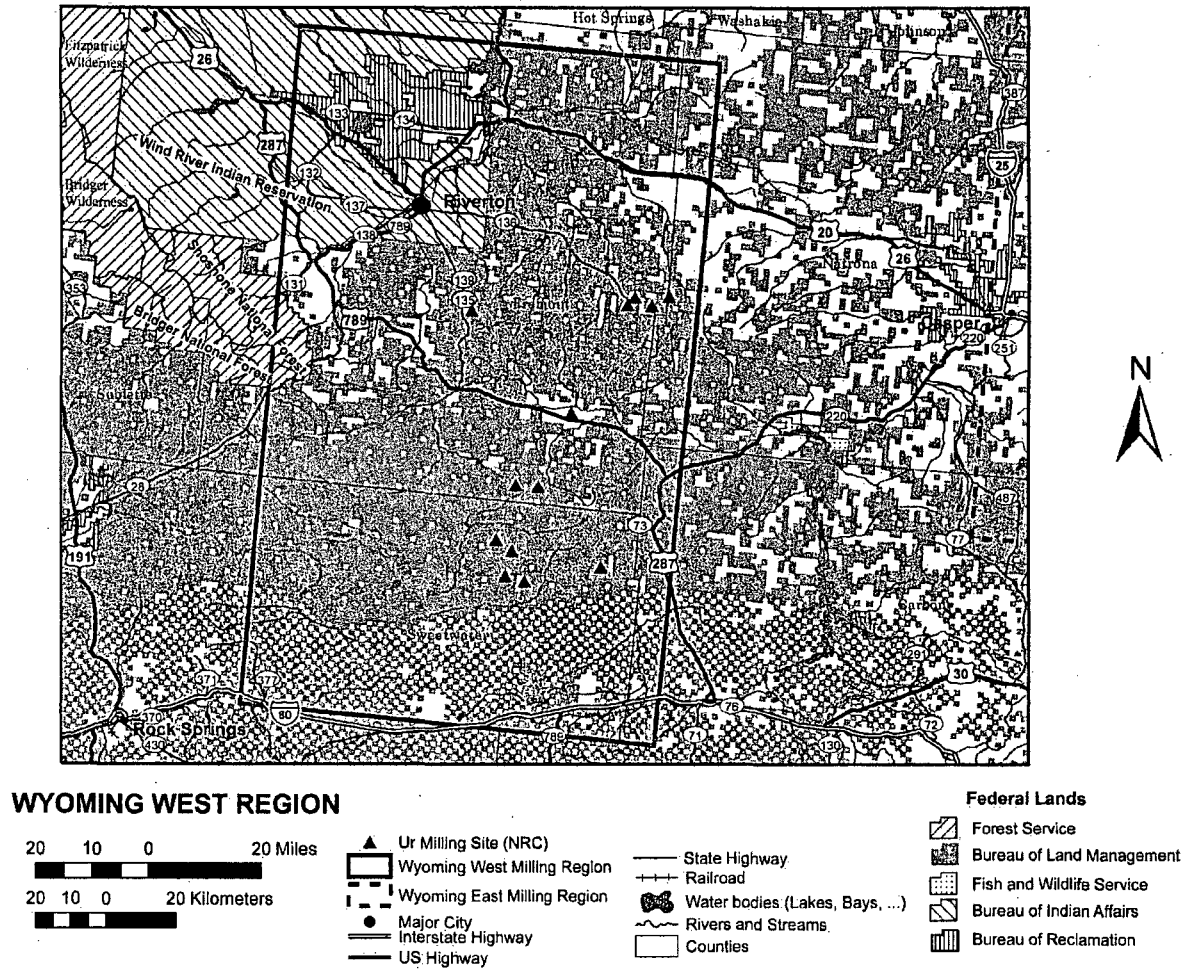 Hot Springs
Washakie
Johnson
Fitzpatrick
Wilderness
26
387
133
134
287
25
Wind River Indian Reservation
132
Bridger
Wilderness
137
Riverton
789
138
136
20
26
Natrona
Shoshone National Forest
353
131
139
135
Fremont
Casper
789
220
251
Bridger National Forest
Sublette
220
28
487
73
77
191
287
Carbon
Sweetwater
291
371
377
30
80
76
370
Rock Springs
430
789
71
130
72
N
WYOMING WEST REGION
20 10 0 20 Miles
20 10 0 20 Kilometers
Ur Milling Site (NRC)
Wyoming West Milling Region
Wyoming East Milling Region
Major City
Interstate Highway
US Highway
State Highway
Railroad
Water bodies (Lakes, Bays, ...)
Rivers and Streams
Counties
Federal Lands
Forest Service
Bureau of Land Management
Fish and Wildlife Service
Bureau of Indian Affairs
Bureau of Reclamation